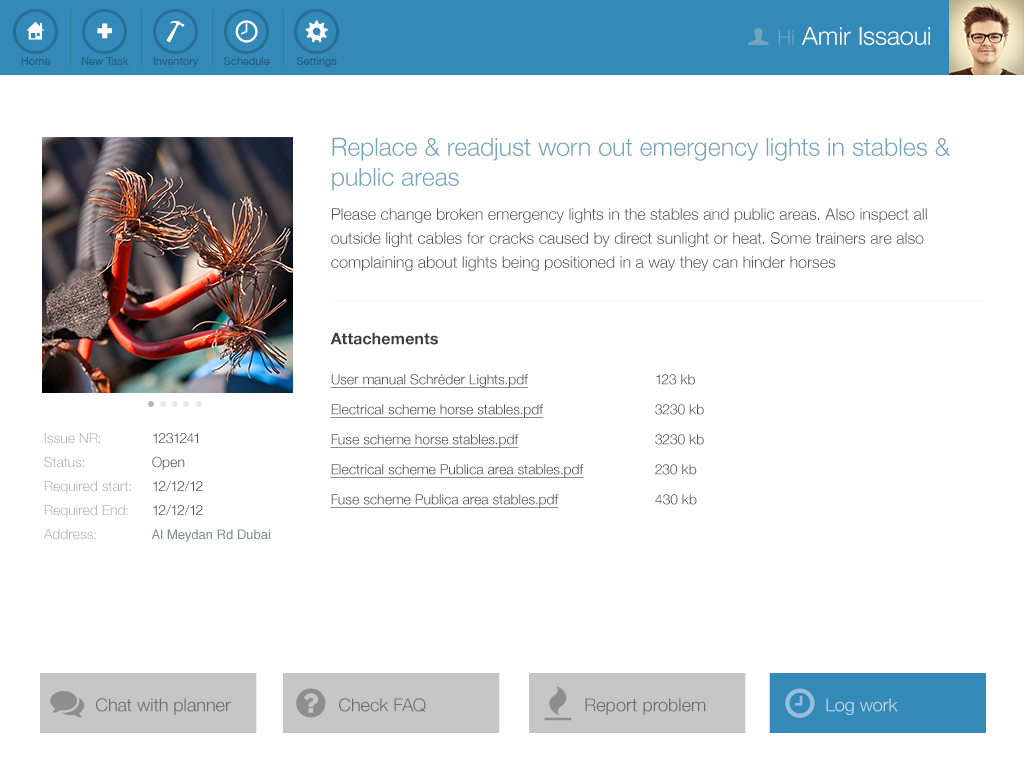 Home
New Task
Inventory
Schedule
Settings
Hi Amir Issaoui
Replace & readjust worn out emergency lights in stables &
public areas
Please change broken emergency lights in the stables and public areas. Also inspect all
outside light cables for cracks caused by direct sunlight or heat. Some trainers are also
complaining about lights being positioned in a way they can hinder horses
Attachements
User manual Schréder Lights.pdf 123 kb
Electrical scheme horse stables.pdf 3230 kb
Fuse scheme horse stables.pdf 3230 kb
Electrical scheme Publica area stables.pdf 230 kb
Fuse scheme Publica area stables.pdf 430 kb
Issue NR: 1231241
Status: Open
Required start: 12/12/12
Required End: 12/12/12
Address: Al Meydan Rd Dubai
Chat with planner
Check FAQ
Report problem
Log work